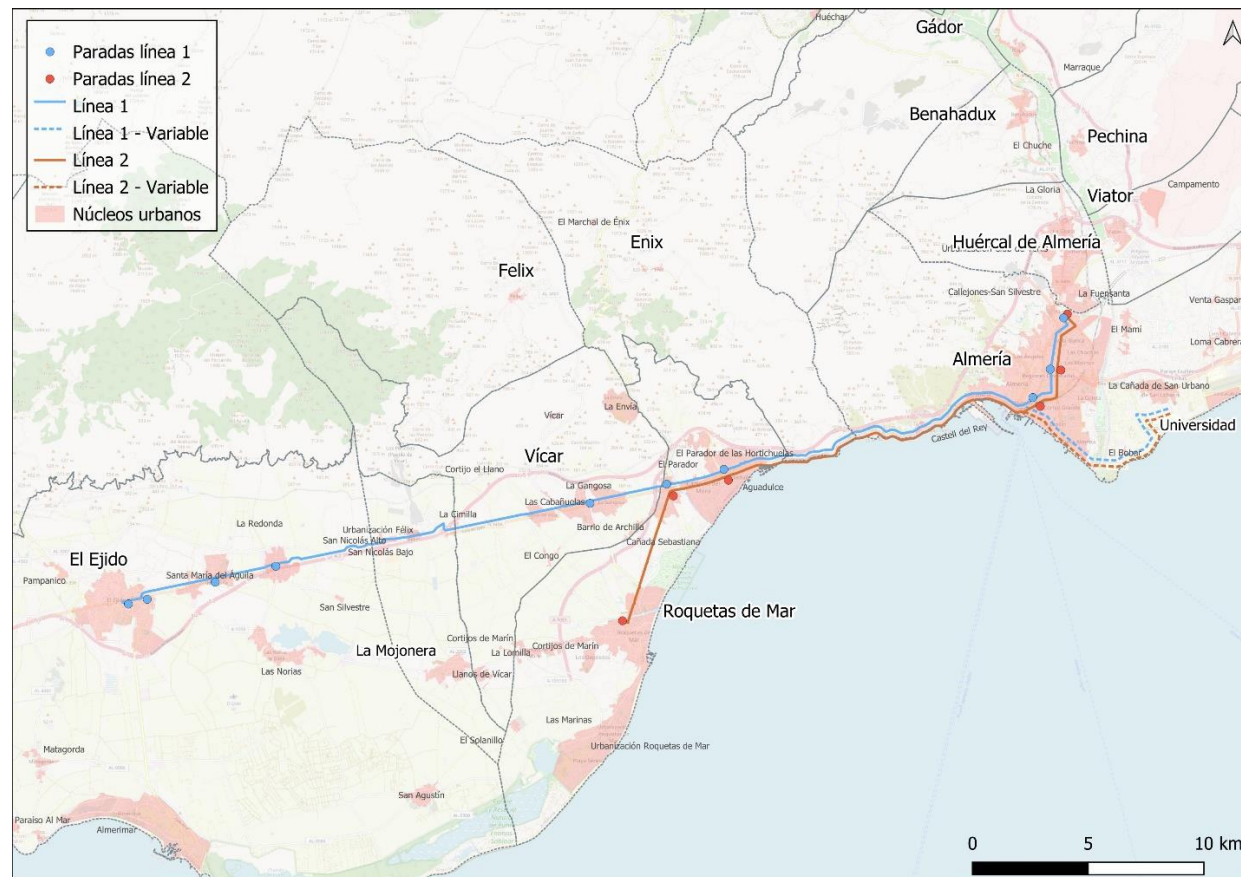 Paradas línea 1
Paradas línea 2
Línea 1
Línea 1 - Variable
Línea 2
Línea 2 - Variable
Núcleos urbanos
Huéchar
Gádor
Marraque
Benahadux
Pechina
El Chuche
La Gloria
Viator
Campamento
El Marchal de Énix
Enix
Huércal de Almería
Felix
Callejones-San Silvestre
La Fuensanta
Venta Gaspar
El Mami
Loma Cabrera
Almería
La Cañada de San Urbano
La Envía
Vícar
Universidad
Castell del Rey
El Bobar
Vícar
El Parador de las Hortichuelas
El Parador
Cortijo el Llano
La Gangosa
Aguadulce
Las Cabañuelas
La Cimilla
La Redonda
Urbanización Félix
Barrio de Archilla
San Nicolás Alto
San Nicolás Bajo
Cañada Sebastiana
El Congo
El Ejido
Pampanico
Santa María del Águila
San Silvestre
Roquetas de Mar
Cortijos de Marín
La Mojonera
La Lomilla
Cortijos de Marín
Las Norias
Llanos de Vícar
Las Marinas
El Solanillo
Urbanización Roquetas de Mar
Matagorda
San Agustín
Paraíso Al Mar
Almerimar
0
5
10 km